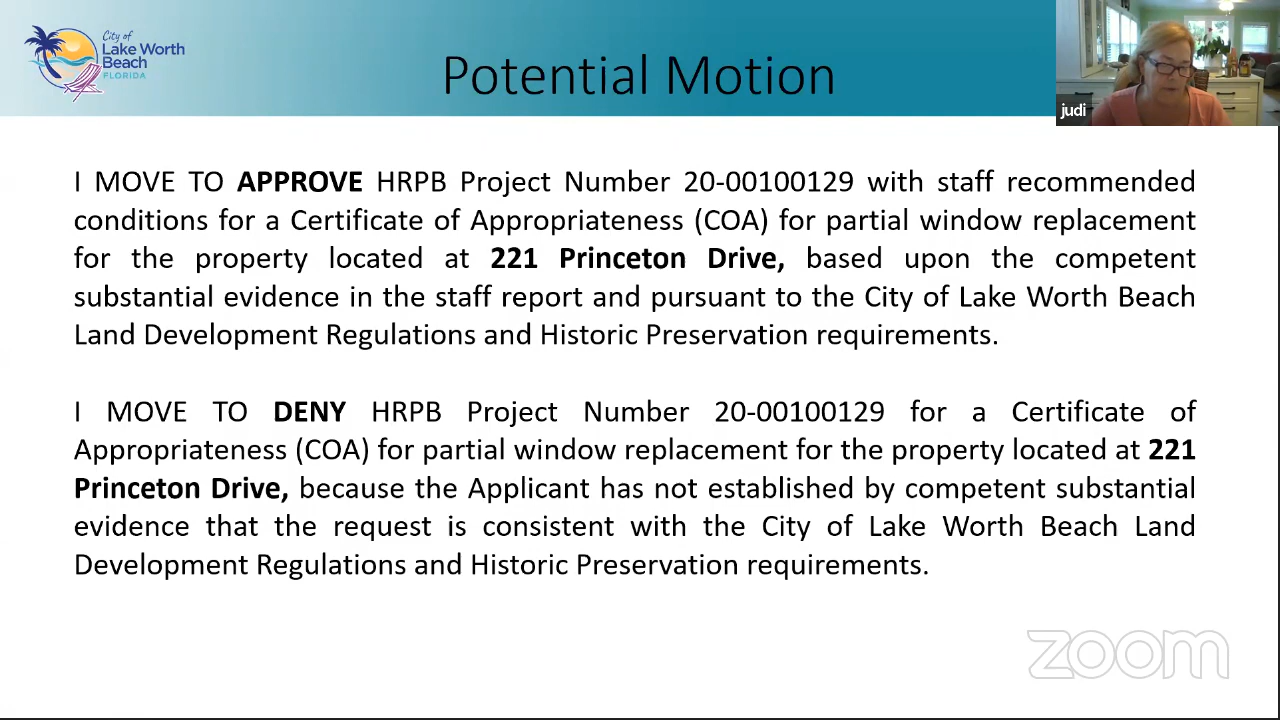 City of
Lake Worth
Beach
FLORIDA
Potential Motion
judi
I MOVE TO APPROVE HRPB Project Number 20-00100129 with staff recommended
conditions for a Certificate of Appropriateness (COA) for partial window replacement
for the property located at 221 Princeton Drive, based upon the competent
substantial evidence in the staff report and pursuant to the City of Lake Worth Beach
Land Development Regulations and Historic Preservation requirements.
I MOVE TO DENY HRPB Project Number 20-00100129 for a Certificate of
Appropriateness (COA) for partial window replacement for the property located at 221
Princeton Drive, because the Applicant has not established by competent substantial
evidence that the request is consistent with the City of Lake Worth Beach Land
Development Regulations and Historic Preservation requirements.
zoom